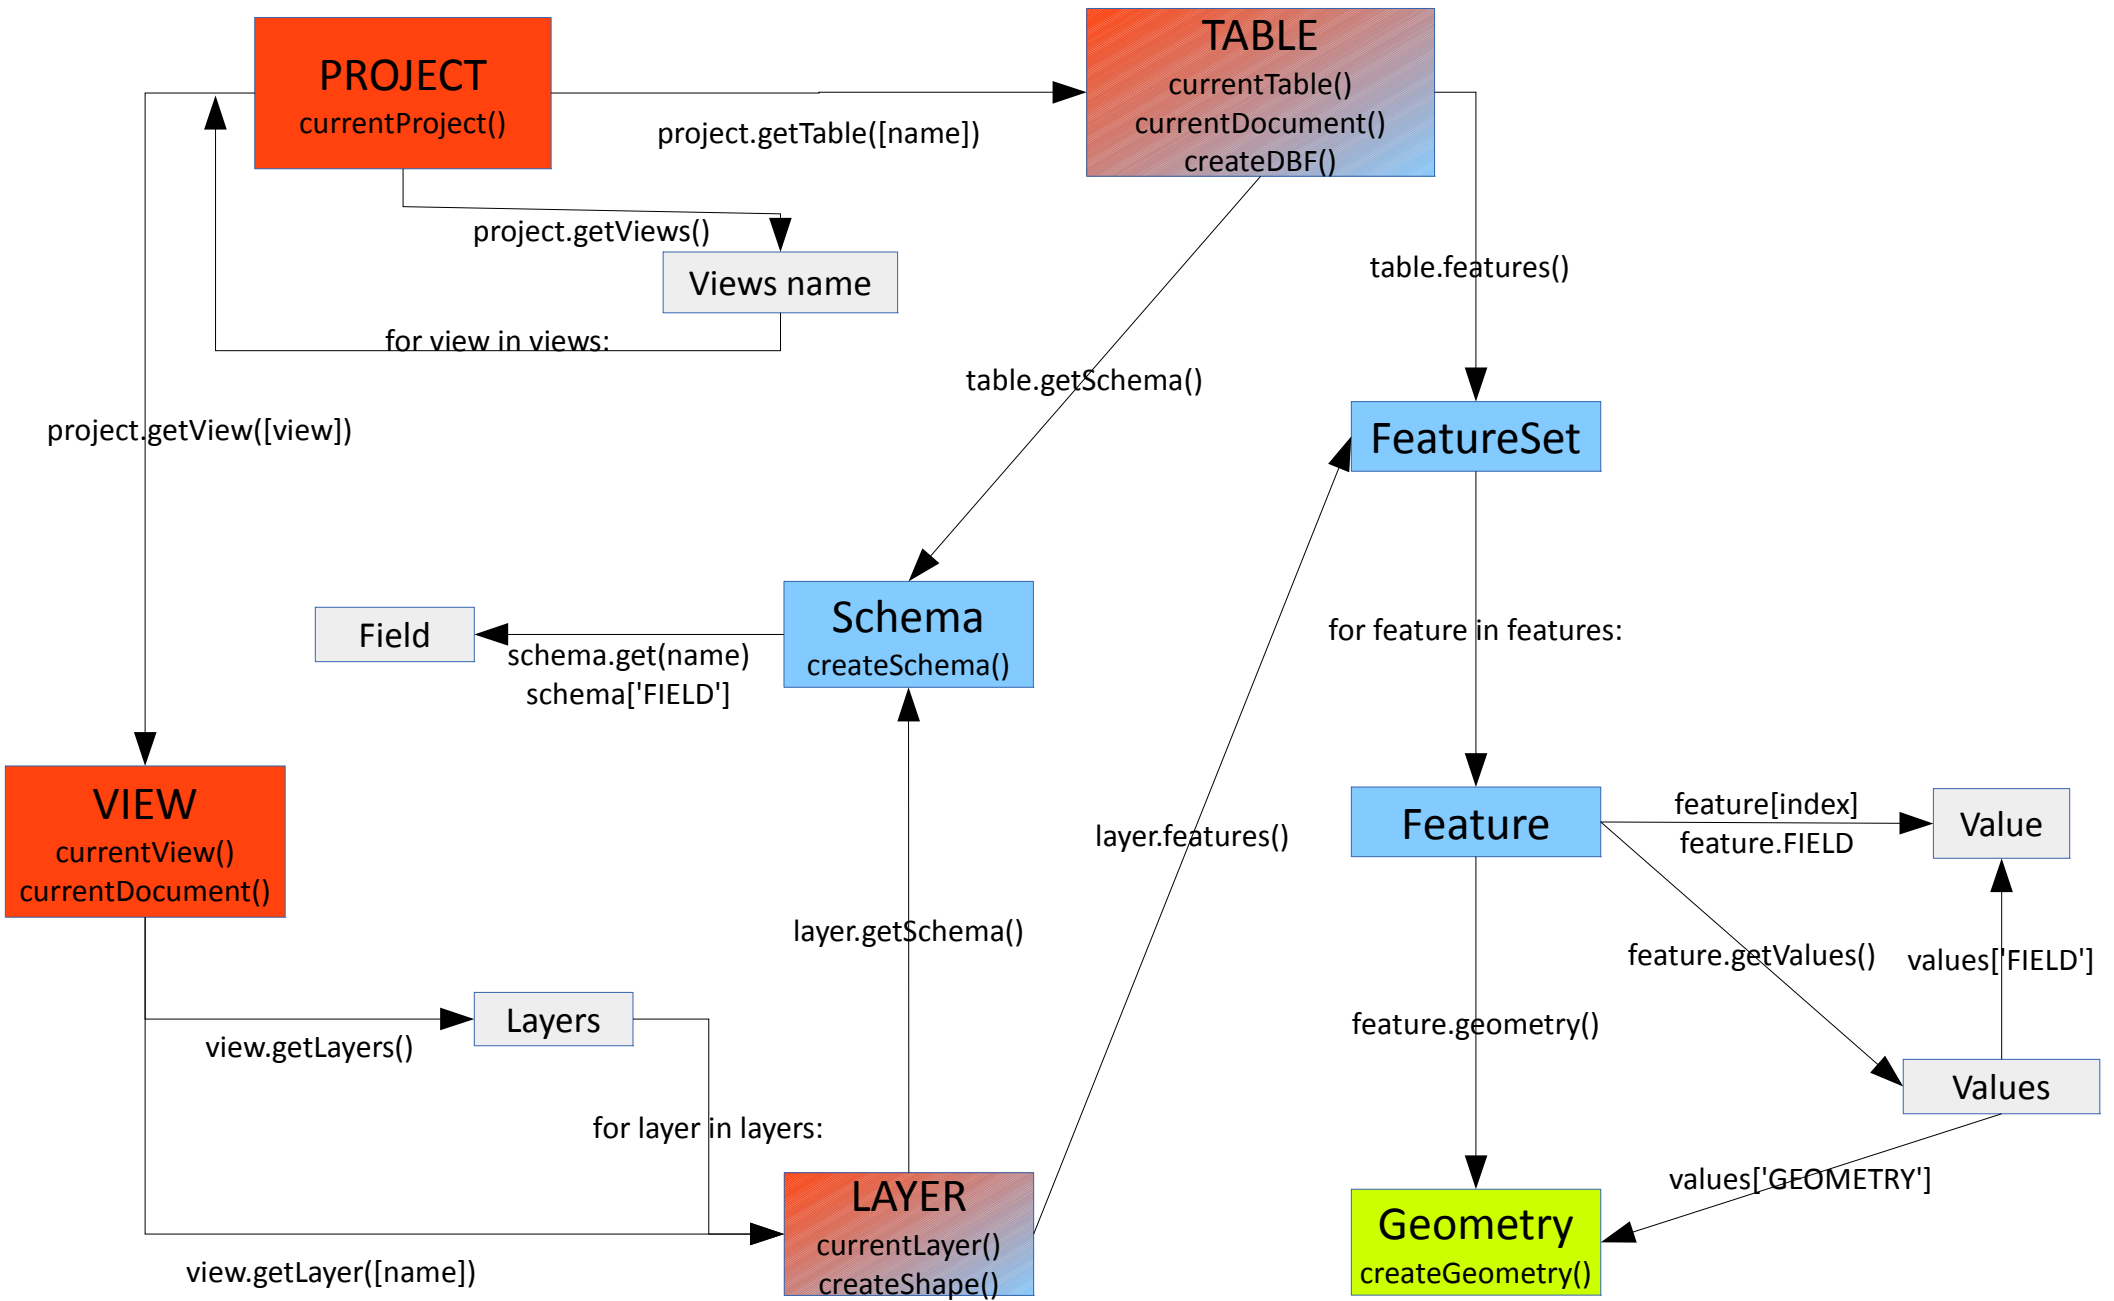 PROJECT
currentProject()
TABLE
currentTable()
currentDocument()
createDBF()
project.getTable([name])
project.getViews()
Views name
for view in views:
table.features()
table.getSchema()
project.getView([view])
FeatureSet
Schema
createSchema()
Field
schema.get(name)
schema['FIELD']
for feature in features:
VIEW
currentView()
currentDocument()
layer.features()
Feature
feature[index]
feature.FIELD
Value
layer.getSchema()
feature.getValues()
values['FIELD']
Layers
view.getLayers()
feature.geometry()
Values
for layer in layers:
values['GEOMETRY']
LAYER
currentLayer()
createShape()
view.getLayer([name])
Geometry
createGeometry()